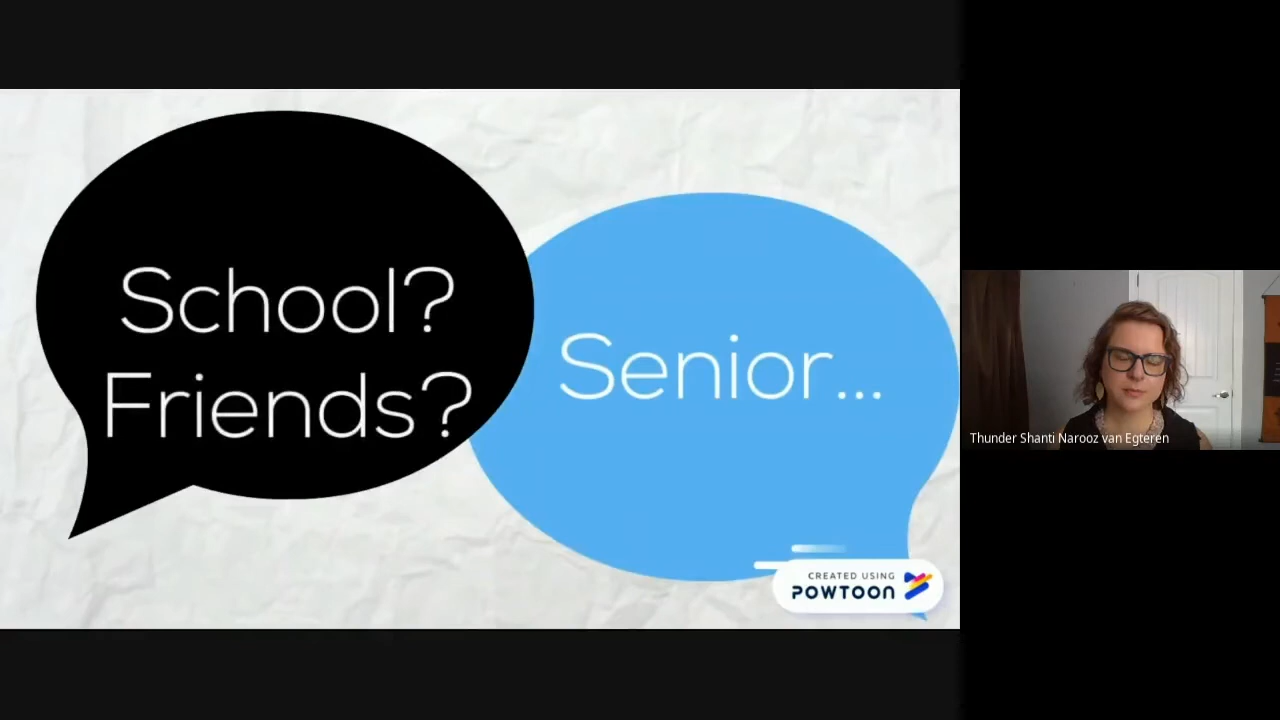 School?
Friends?
Senior...
CREATED USING
POWTOON
Thunder Shanti Narooz van Egteren